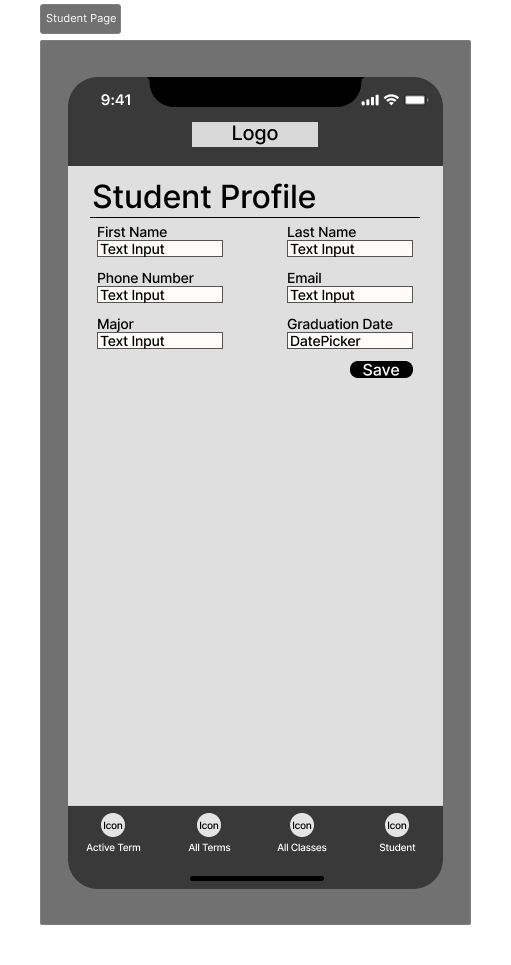 Student Page
9:41
Logo
Student Profile
First Name Last Name
Text Input Text Input
Phone Number Email
Text Input Text Input
Major Graduation Date
Text Input DatePicker
Save
Icon Icon Icon Icon
Active Term All Terms All Classes Student